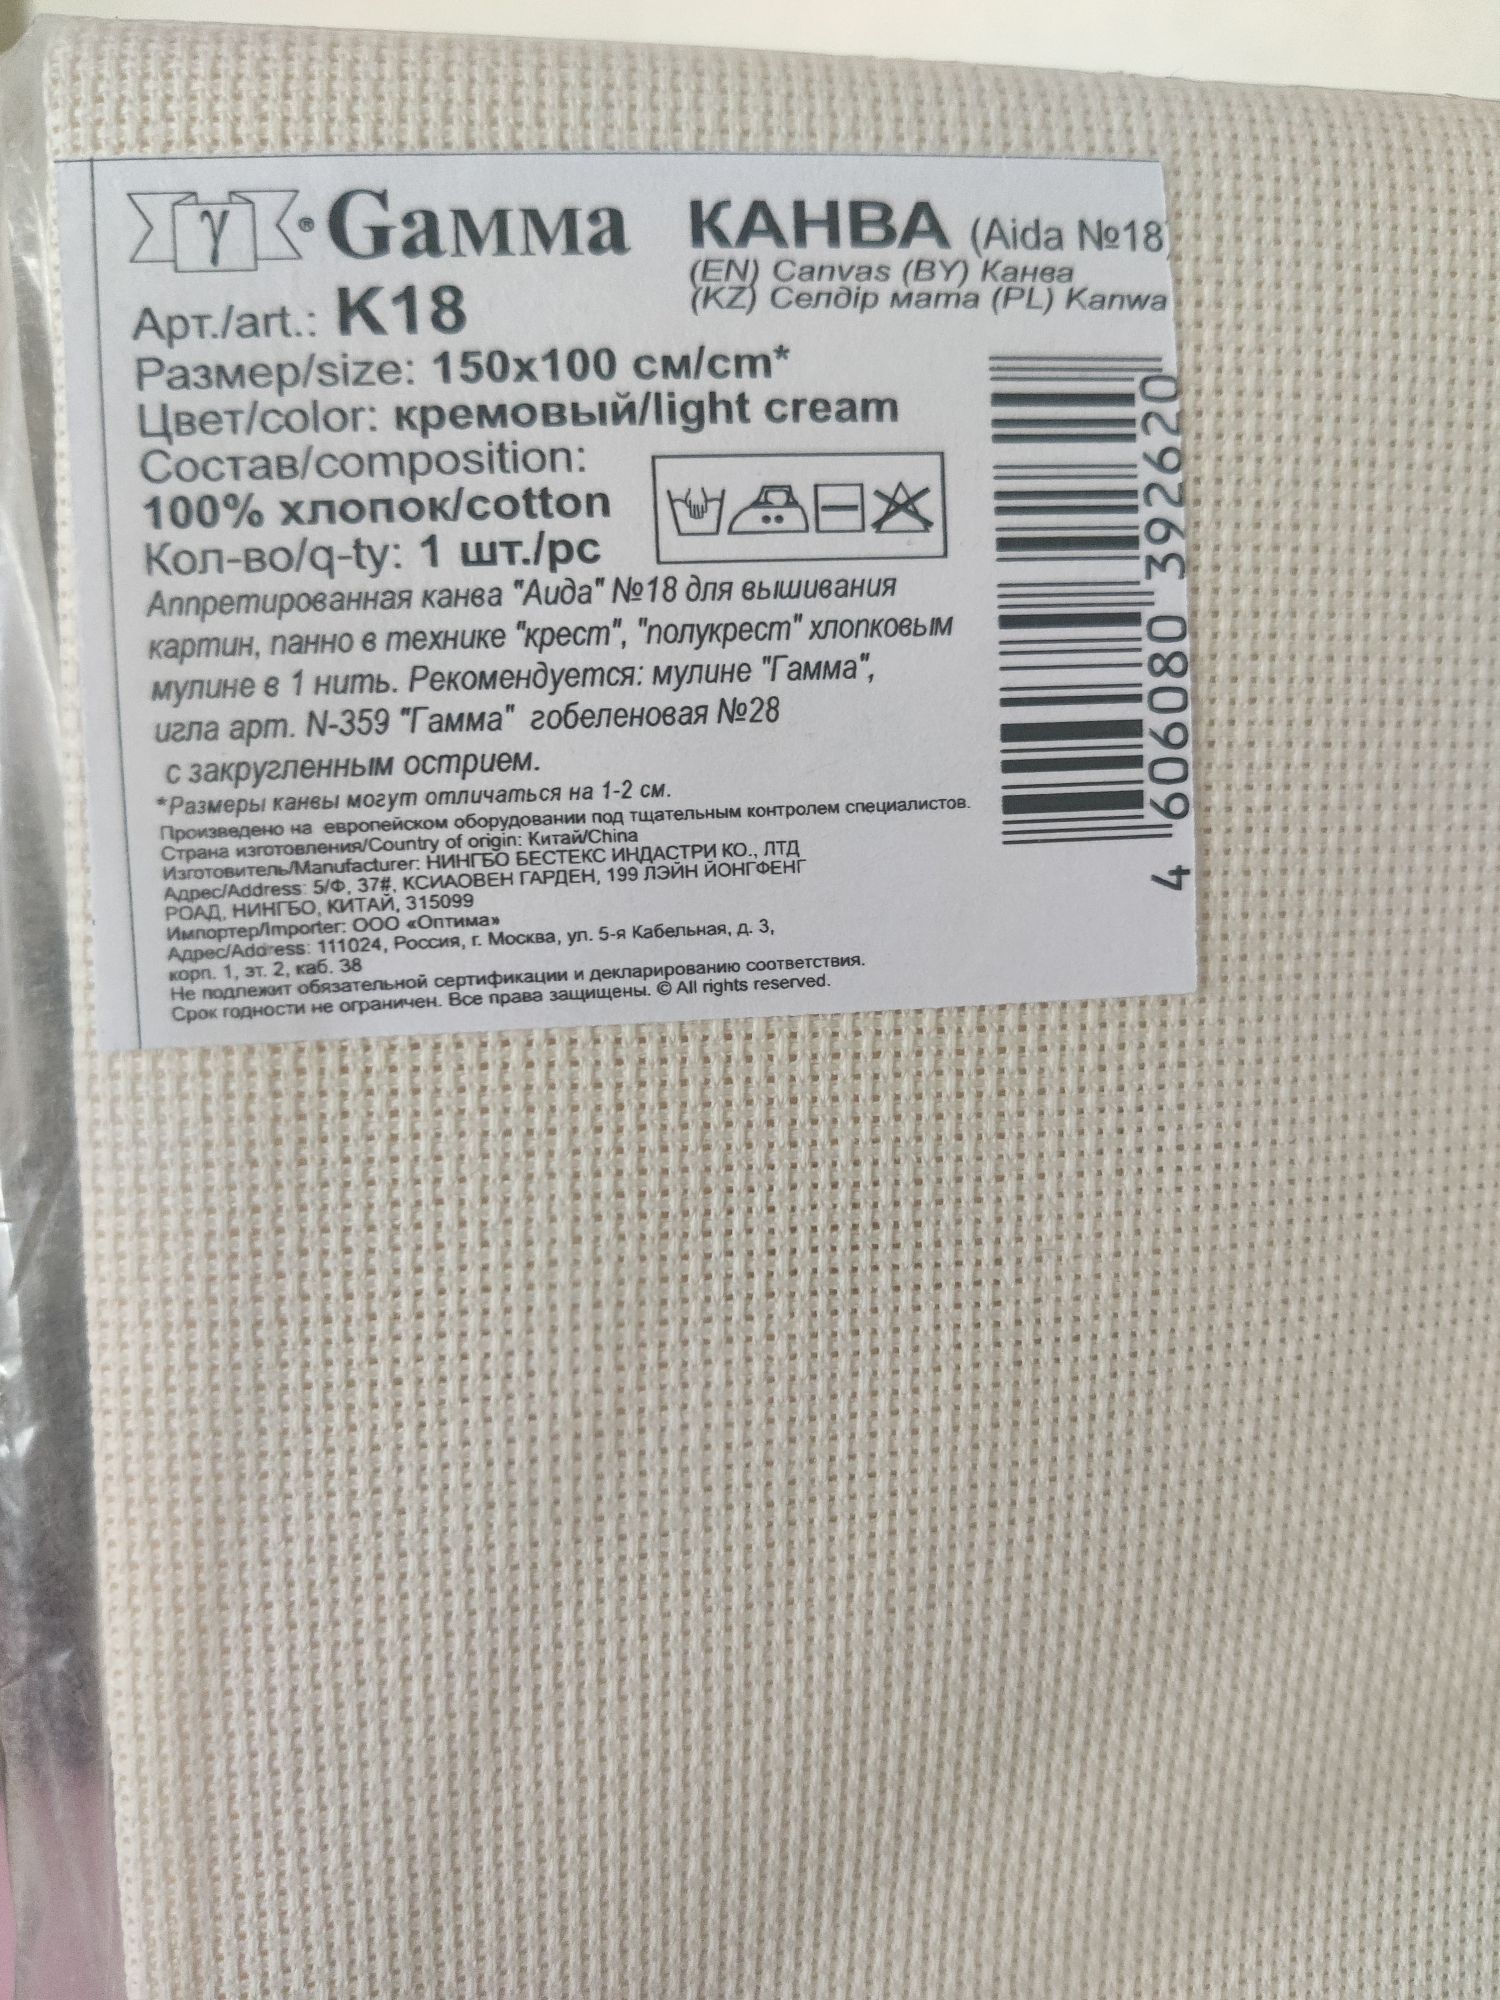 γ ® Gамма
КАНВА (Aida №18)
(EN) Canvas (BY) Канва
(KZ) Селдір мата (PL) Kanwa
Арт./art.: K18
Размер/size: 150x100 см/cm*
Цвет/color: кремовый/light cream
Состав/composition:
100% хлопок/cotton
Кол-во/q-ty: 1 шт./pc
Аппретированная канва "Аида" №18 для вышивания
картин, панно в технике "крест", "полукрест" хлопковым
мулине в 1 нить. Рекомендуется: мулине "Гамма",
игла арт. N-359 "Гамма" гобеленовая №28
с закругленным острием.
*Размеры канвы могут отличаться на 1-2 см.
Произведено на европейском оборудовании под тщательным контролем специалистов.
Страна изготовления/Country of origin: Китай/China
Изготовитель/Manufacturer: НИНГБО БЕСТЕКС ИНДАСТРИ КО., ЛТД
Адрес/Address: 5/Ф, 37#, КСИАОВЕН ГАРДЕН, 199 ЛЭЙН ЙОНГФЕНГ
РОАД, НИНГБО, КИТАЙ, 315099
Импортер/Importer: ООО «Оптима»
Адрес/Address: 111024, Россия, г. Москва, ул. 5-я Кабельная, д. 3,
корп. 1, эт. 2, каб. 38
Не подлежит обязательной сертификации и декларированию соответствия.
Срок годности не ограничен. Все права защищены. © All rights reserved.
4 606080 392620